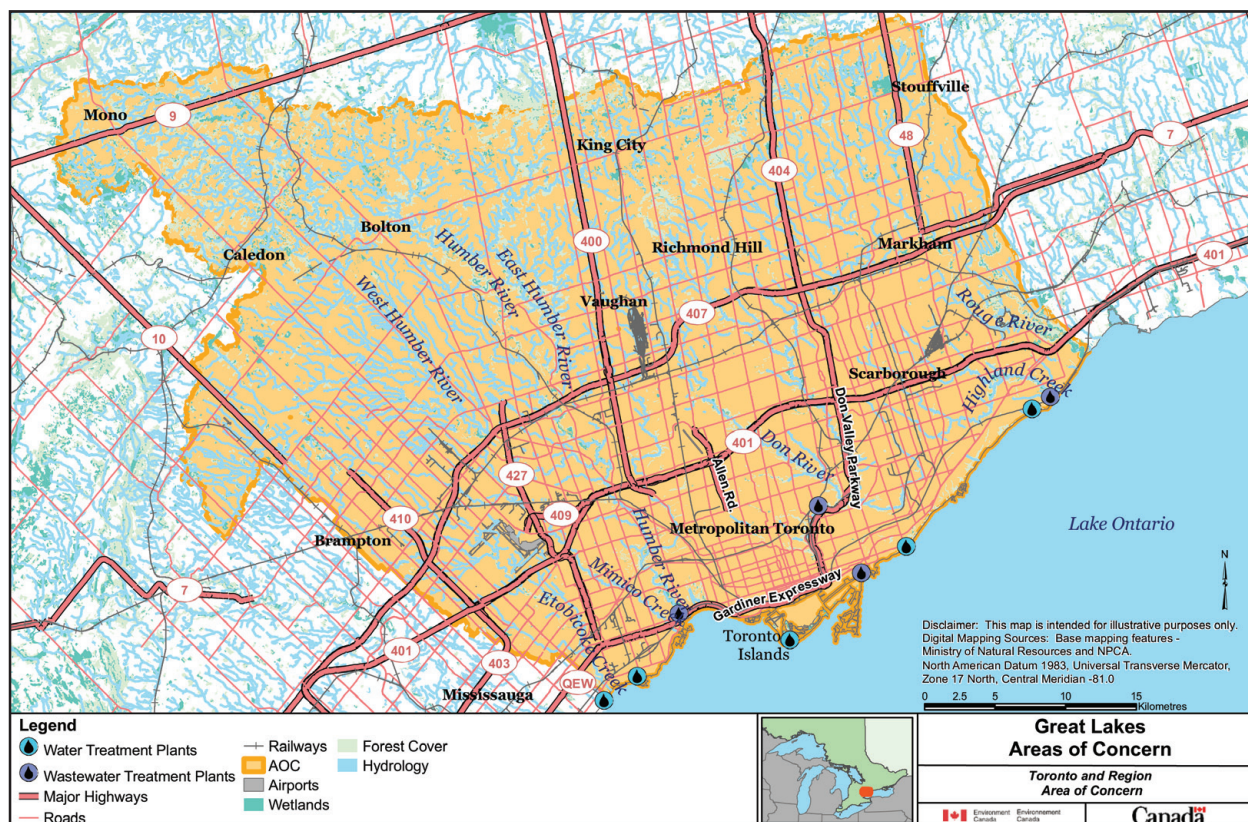 Mono
9
Stouffville
48
7
King City
404
Bolton
Humber River
East Humber River
400
Richmond Hill
Markham
401
Caledon
West Humber River
Vaughan
407
Rouge River
10
Scarborough
Highland Creek
Don Valley Parkway
401
Don River
Allen Rd.
427
410
409
Metropolitan Toronto
Lake Ontario
Brampton
Humber River
Mimico Creek
Etobicoke Creek
7
Gardiner Expressway
N
Toronto
Islands
401
403
QEW
Mississauga
Disclaimer: This map is intended for illustrative purposes only.
Digital Mapping Sources: Base mapping features -
Ministry of Natural Resources and NPCA.
North American Datum 1983, Universal Transverse Mercator,
Zone 17 North, Central Meridian -81.0
0 2.5 5 10 15
Kilometres
Legend
Water Treatment Plants
Wastewater Treatment Plants
Major Highways
Roads
Railways
AOC
Airports
Wetlands
Forest Cover
Hydrology
Great Lakes
Areas of Concern
Toronto and Region
Area of Concern
Environment
Canada
Environnement
Canada
Canada